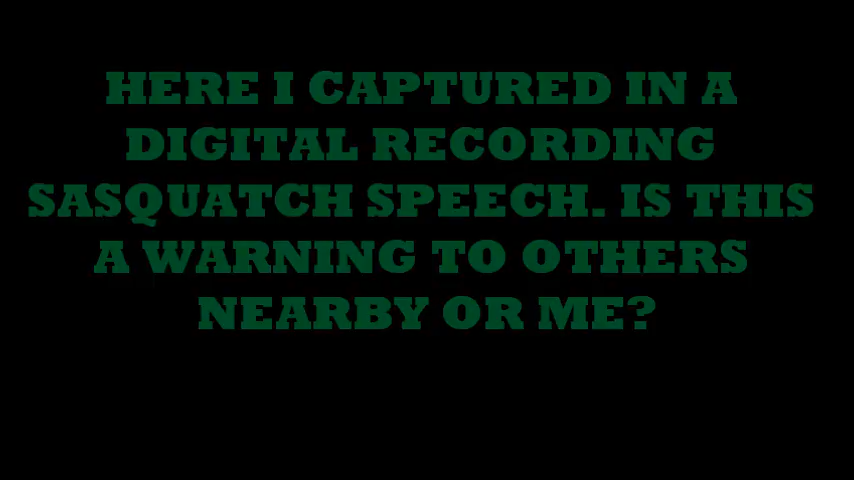 HERE I CAPTURED IN A
DIGITAL RECORDING
SASQUATCH SPEECH. IS THIS
A WARNING TO OTHERS
NEARBY OR ME?